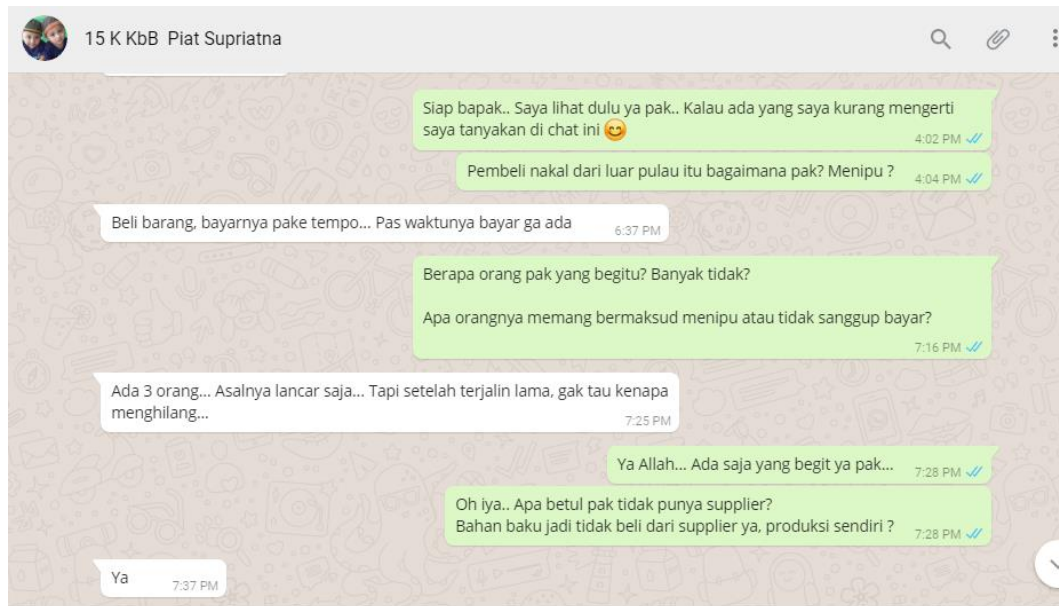 15 K KbB Piat Supriatna
Siap bapak.. Saya lihat dulu ya pak.. Kalau ada yang saya kurang mengerti
saya tanyakan di chat ini 😊
4:02 PM
Pembeli nakal dari luar pulau itu bagaimana pak? Menipu ?
4:04 PM
Beli barang, bayarnya pake tempo... Pas waktunya bayar ga ada
6:37 PM
Berapa orang pak yang begitu? Banyak tidak?
Apa orangnya memang bermaksud menipu atau tidak sanggup bayar?
7:16 PM
Ada 3 orang... Asalnya lancar saja... Tapi setelah terjalin lama, gak tau kenapa
menghilang...
7:25 PM
Ya Allah... Ada saja yang begit ya pak...
7:28 PM
Oh iya.. Apa betul pak tidak punya supplier?
Bahan baku jadi tidak beli dari supplier ya, produksi sendiri ?
7:28 PM
Ya
7:37 PM